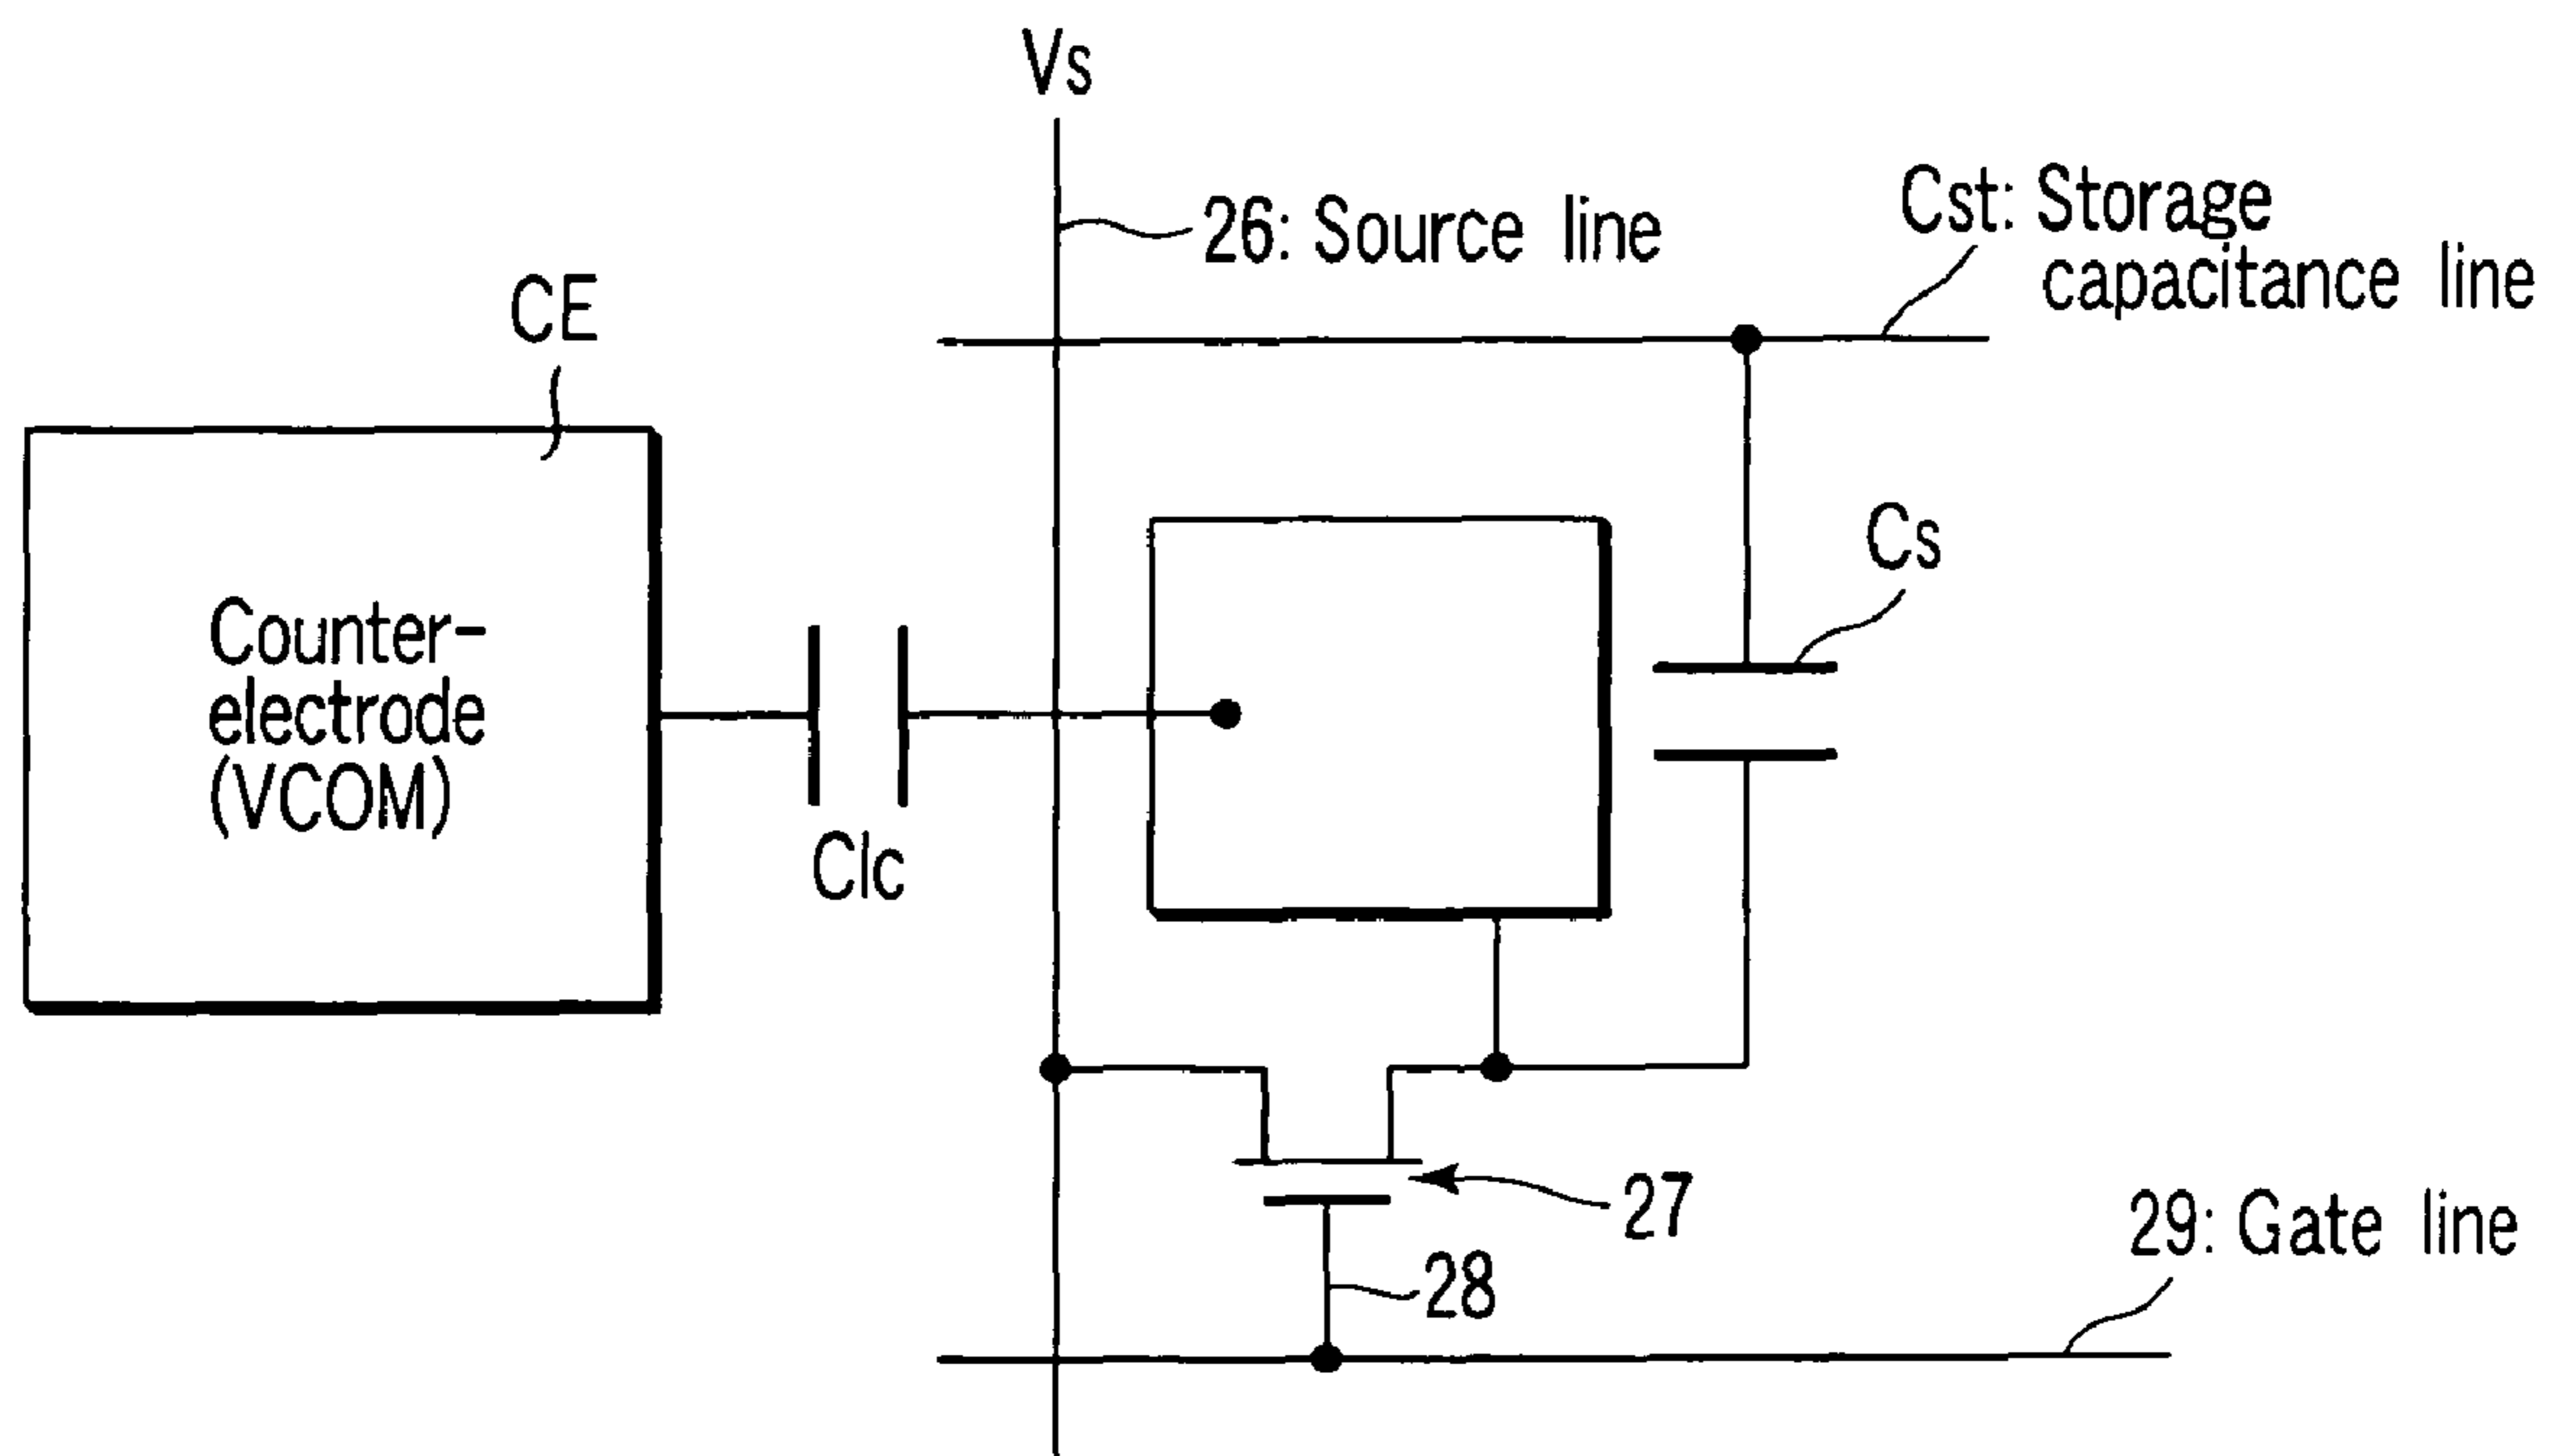 Vs
26: Source line
Cst: Storage
capacitance line
CE
Cs
Counter-
electrode
(VCOM)
Clc
27
28
29: Gate line